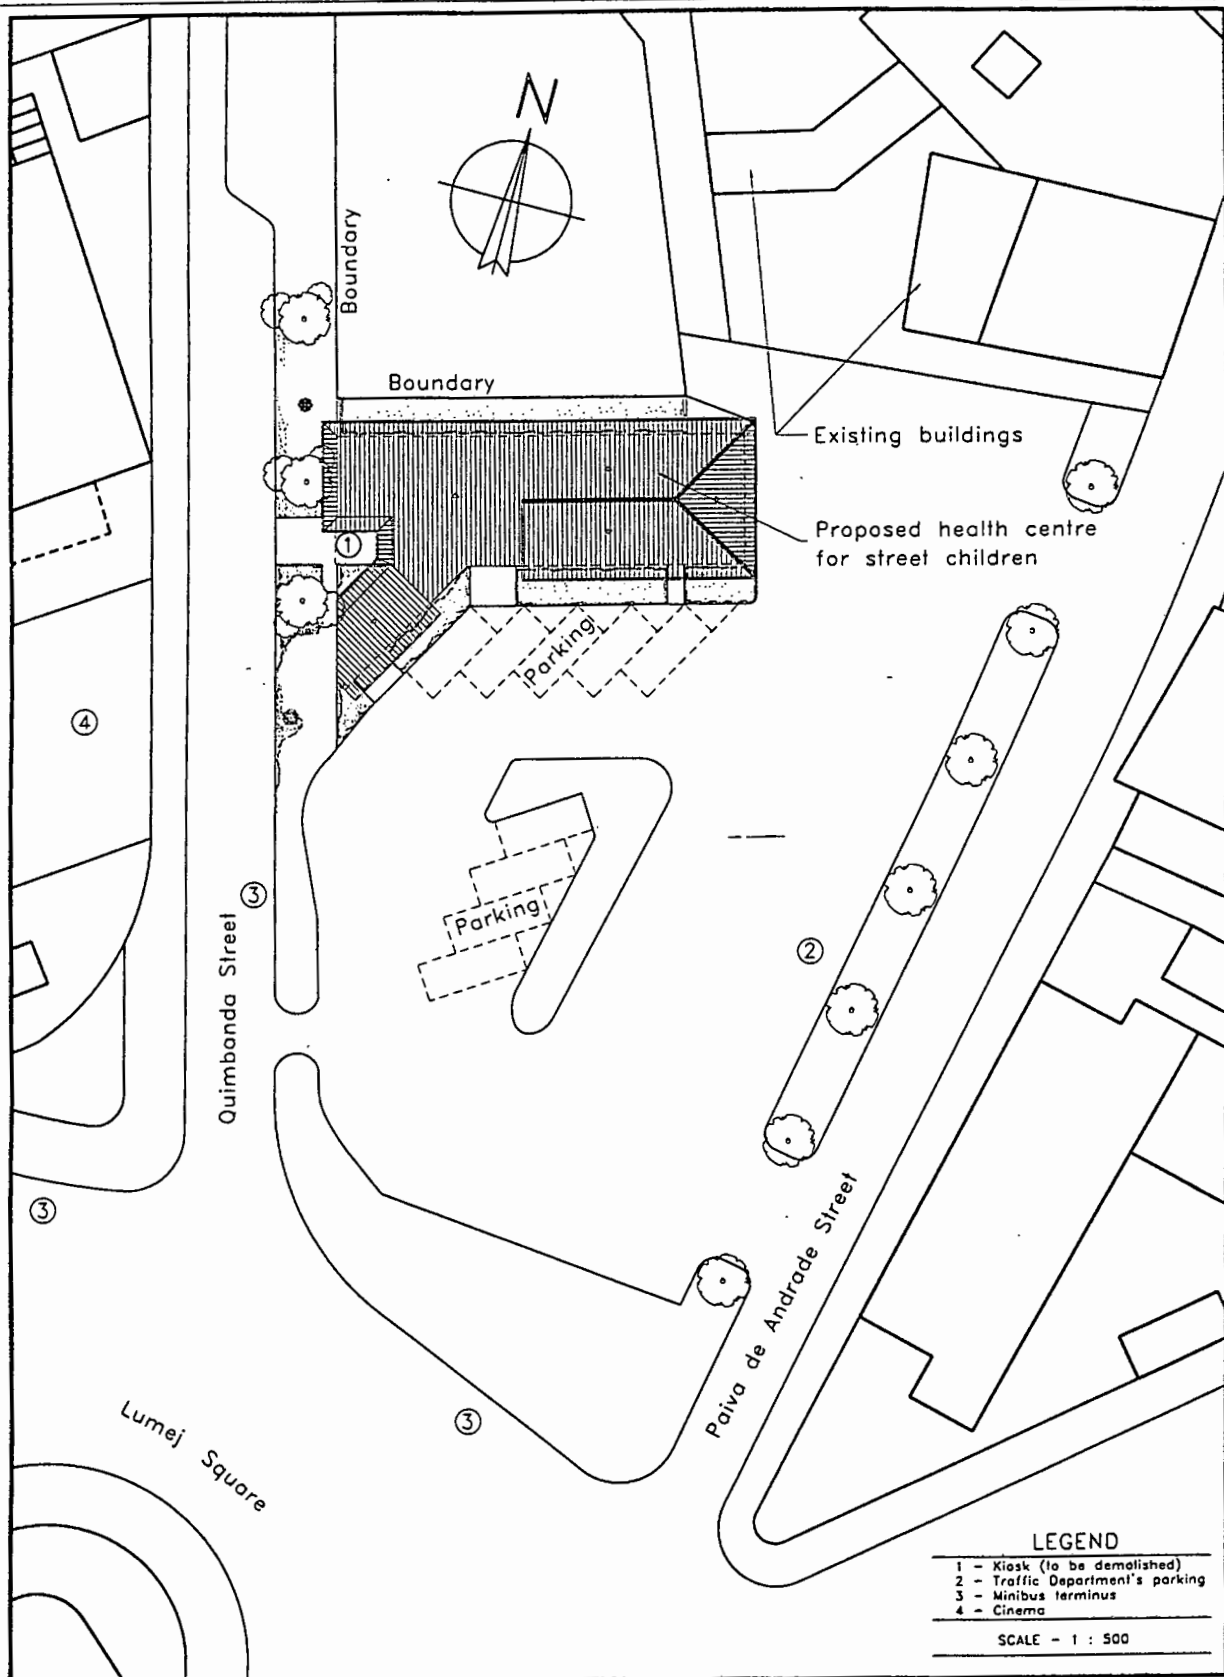 N
Boundary
Boundary
Existing buildings
Proposed health centre
for street children
1
Parking
4
3
Parking
2
Quimbanda Street
3
Paiva de Andrade Street
3
Lumej Square
LEGEND
1 - Kiosk (to be demolished)
2 - Traffic Department's parking
3 - Minibus terminus
4 - Cinema
SCALE - 1 : 500